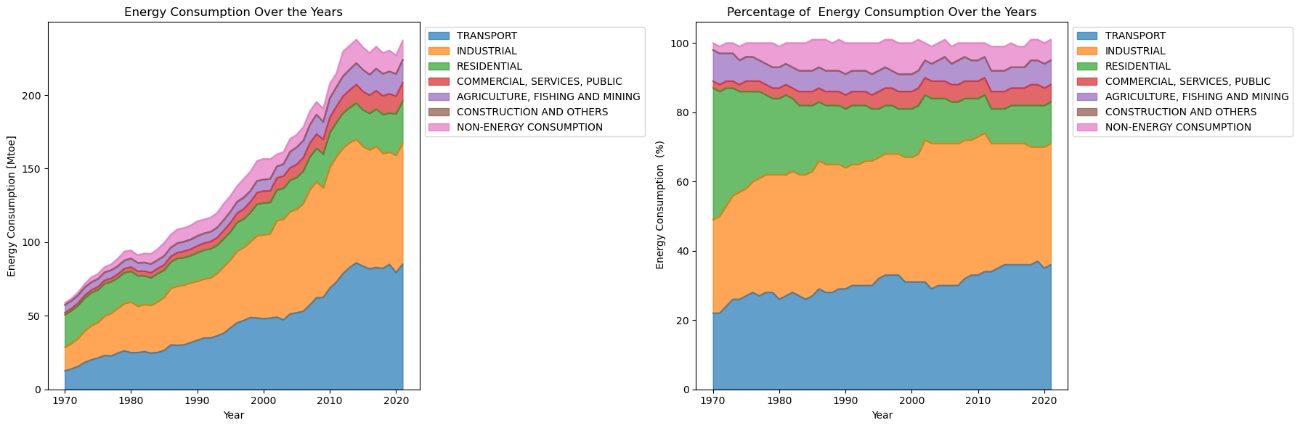 Energy Consumption Over the Years
Energy Consumption [Mtoe]
200
150
100
50
0
1970 1980 1990 2000 2010 2020
Year
TRANSPORT
INDUSTRIAL
RESIDENTIAL
COMMERCIAL, SERVICES, PUBLIC
AGRICULTURE, FISHING AND MINING
CONSTRUCTION AND OTHERS
NON-ENERGY CONSUMPTION
Percentage of  Energy Consumption Over the Years
Energy Consumption  (%)
100
80
60
40
20
0
1970 1980 1990 2000 2010 2020
Year
TRANSPORT
INDUSTRIAL
RESIDENTIAL
COMMERCIAL, SERVICES, PUBLIC
AGRICULTURE, FISHING AND MINING
CONSTRUCTION AND OTHERS
NON-ENERGY CONSUMPTION